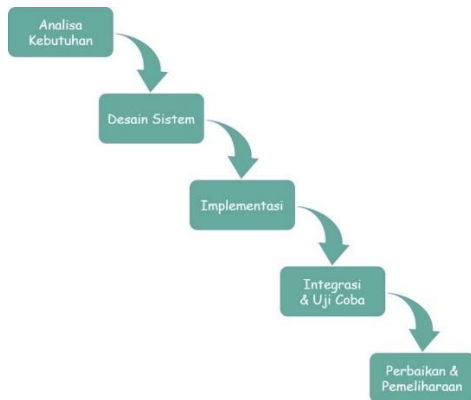 Analisa
Kebutuhan
Desain Sistem
Implementasi
Integrasi
& Uji Coba
Perbaikan &
Pemeliharaan